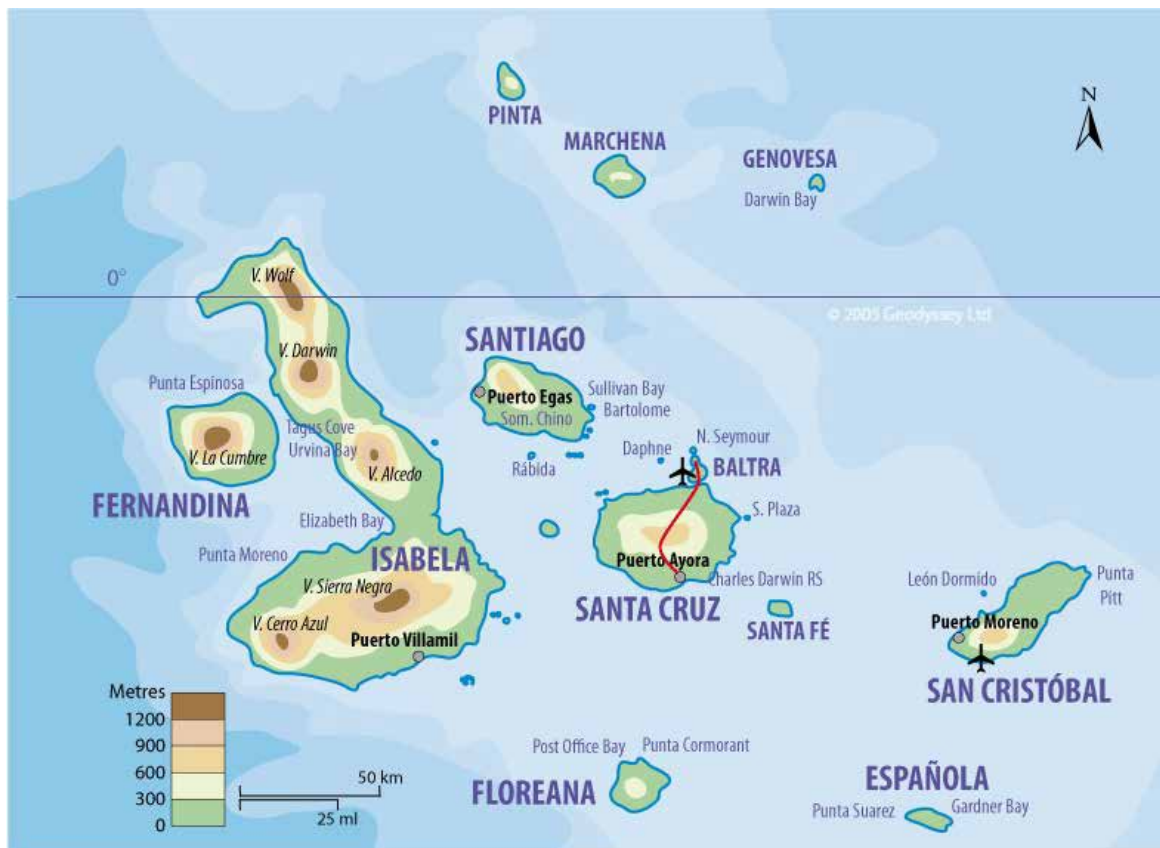 N
PINTA
MARCHENA
GENOVESA
Darwin Bay
V. Wolf
0°
© 2005 Geodyssey Ltd
SANTIAGO
V. Darwin
Punta Espinosa
Puerto Egas
Sullivan Bay
Bartolome
Som. Chino
Tagus Cove
Urvina Bay
N. Seymour
Daphne
BALTRA
V. La Cumbre
V. Alcedo
Rábida
FERNANDINA
Elizabeth Bay
S. Plaza
Punta Moreno
ISABELA
Puerto Ayora
Charles Darwin RS
V. Sierra Negra
León Dormido
Punta
Pitt
SANTA CRUZ
SANTA FÉ
V. Cerro Azul
Puerto Villamil
Puerto Moreno
SAN CRISTÓBAL
Metres
1200
900
600
300
0
50 km
25 ml
Post Office Bay
Punta Cormorant
FLOREANA
ESPAÑOLA
Punta Suarez
Gardner Bay